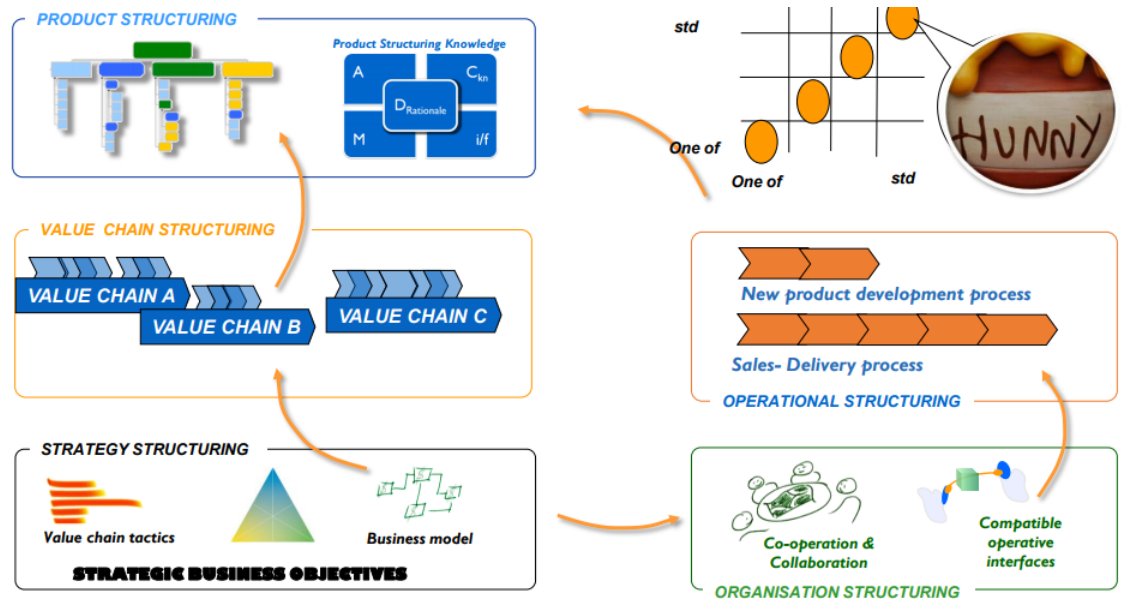 PRODUCT STRUCTURING
Product Structuring Knowledge
A
C kn
D Rationale
M
i/f
std
One of
One of
std
HUNNY
VALUE CHAIN STRUCTURING
VALUE CHAIN A
VALUE CHAIN B
VALUE CHAIN C
New product development process
Sales- Delivery process
OPERATIONAL STRUCTURING
STRATEGY STRUCTURING
Value chain tactics
Business model
STRATEGIC BUSINESS OBJECTIVES
Co-operation &
Collaboration
Compatible
operative
interfaces
ORGANISATION STRUCTURING